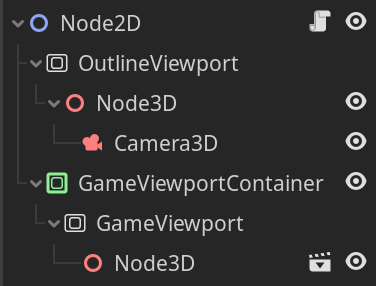 Node2D
OutlineViewport
Node3D
Camera3D
GameViewportContainer
GameViewport
Node3D